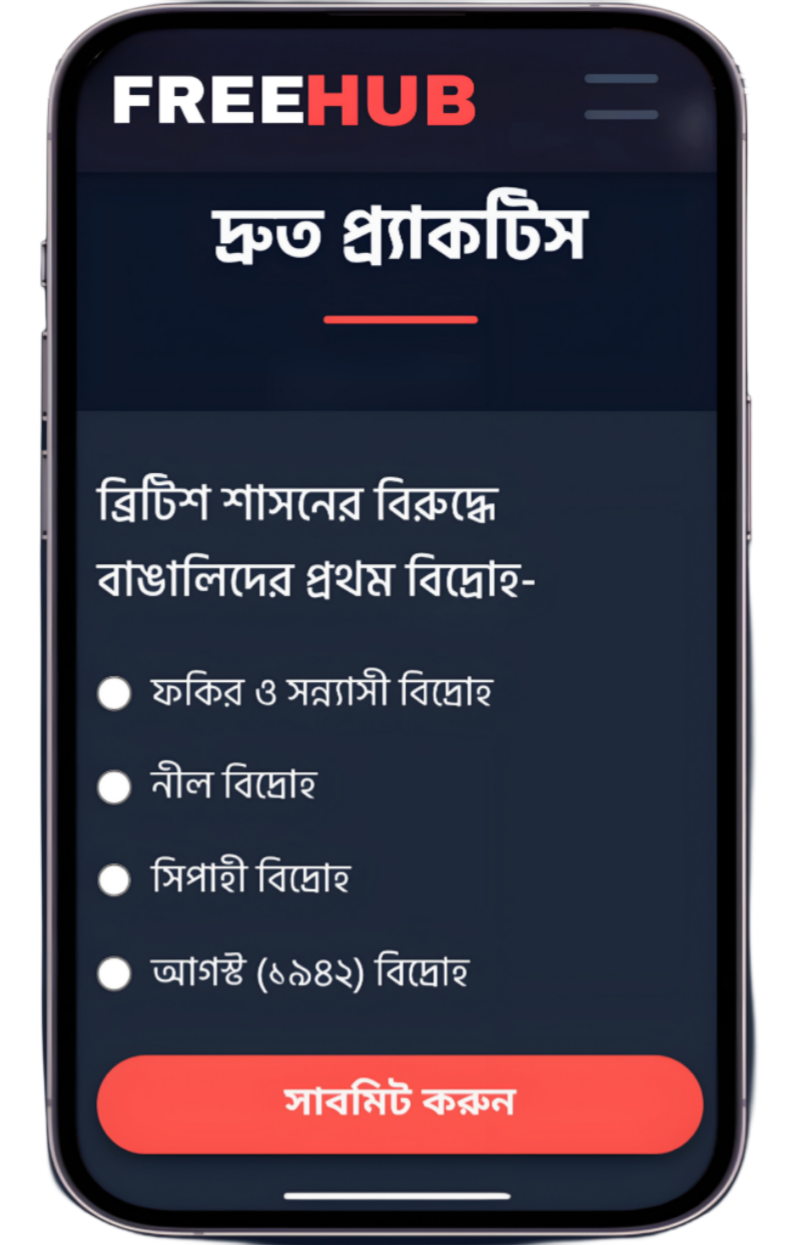 FREEHUB
দ্রুত প্র্যাকটিস
ব্রিটিশ শাসনের বিরুদ্ধে
বাঙালিদের প্রথম বিদ্রোহ-
ফকির ও সন্ন্যাসী বিদ্রোহ
নীল বিদ্রোহ
সিপাহী বিদ্রোহ
আগস্ট (১৯৪২) বিদ্রোহ
সাবমিট করুন